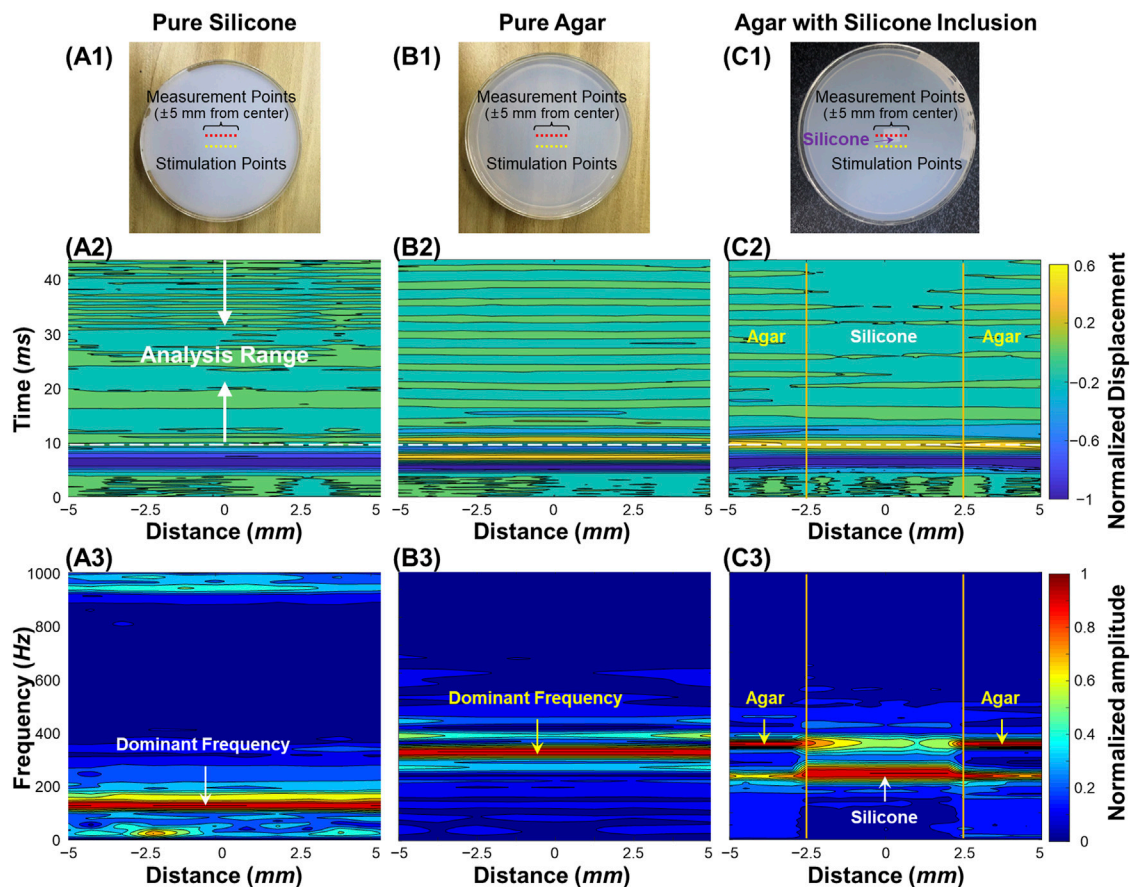 Pure Silicone
Pure Agar
Agar with Silicone Inclusion
(A1)
Measurement Points
(±5 mm from center)
Stimulation Points
(B1)
Measurement Points
(±5 mm from center)
Stimulation Points
(C1)
Measurement Points
(±5 mm from center)
Silicone
Stimulation Points
(A2)
Time (ms)
40
30
20
10
0
Analysis Range
−5
−2.5
0
2.5
5
Distance (mm)
(B2)
−5
−2.5
0
2.5
5
Distance (mm)
(C2)
Agar
Silicone
Agar
−5
−2.5
0
2.5
5
Distance (mm)
0.6
0.2
−0.2
−0.6
−1
Normalized Displacement
(A3)
Frequency (Hz)
1000
800
600
400
200
0
Dominant Frequency
−5
−2.5
0
2.5
5
Distance (mm)
(B3)
Dominant Frequency
−5
−2.5
0
2.5
5
Distance (mm)
(C3)
Agar
Agar
Silicone
−5
−2.5
0
2.5
5
Distance (mm)
1
0.8
0.6
0.4
0.2
0
Normalized amplitude